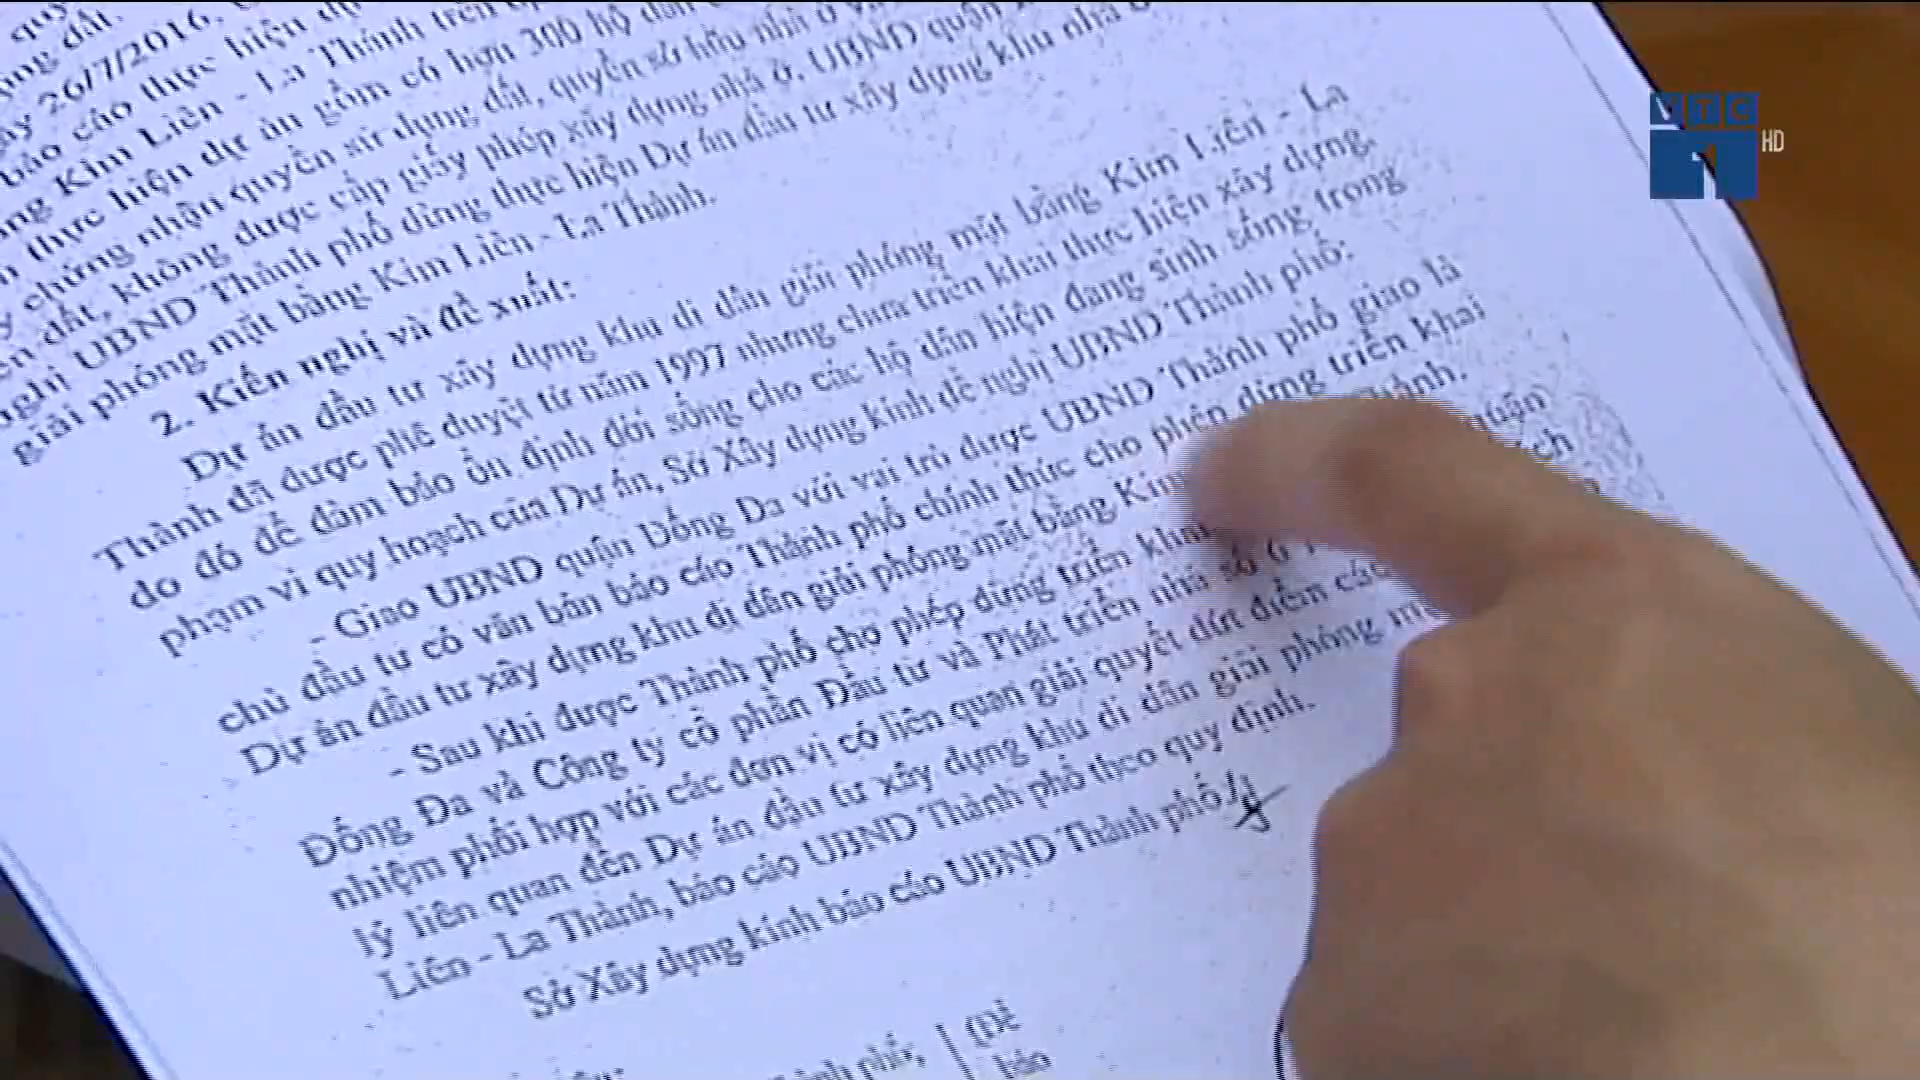 26/7/2016,
báo cáo thực hiện
Kim Liên - La Thành trên
thực hiện dự án gồm có hơn 300 hộ dân
chứng nhận quyền sử dụng đất, quyền sở hữu nhà ở và
đất, không được cấp giấy phép xây dựng nhà ở. UBND quận
nghị UBND Thành phố dừng thực hiện Dự án đầu tư xây dựng khu nhà ở
giải phóng mặt bằng Kim Liên - La Thành.
2. Kiến nghị và đề xuất:
Dự án đầu tư xây dựng khu di dân giải phóng mặt bằng Kim Liên - La
Thành đã được phê duyệt từ năm 1997 nhưng chưa triển khai thực hiện xây dựng,
do đó để đảm bảo ổn định đời sống cho các hộ dân hiện đang sinh sống trong
phạm vi quy hoạch của Dự án, Sở Xây dựng kính đề nghị UBND Thành phố:
- Giao UBND quận Đống Đa với vai trò được UBND Thành phố giao là
chủ đầu tư có văn bản báo cáo Thành phố chính thức cho phép dừng triển khai
Dự án đầu tư xây dựng khu di dân giải phóng mặt bằng Kim
- Sau khi được Thành phố cho phép dừng triển khai quận
Đống Đa và Công ty cổ phần Đầu tư và Phát triển nhà số 6
nhiệm phối hợp với các đơn vị có liên quan giải quyết dứt điểm các
lý liên quan đến Dự án đầu tư xây dựng khu di dân giải phóng
Liên - La Thành, báo cáo UBND Thành phố theo quy định.
Sở Xây dựng kính báo cáo UBND Thành phố./.
(Để
báo
VTC
1
HD